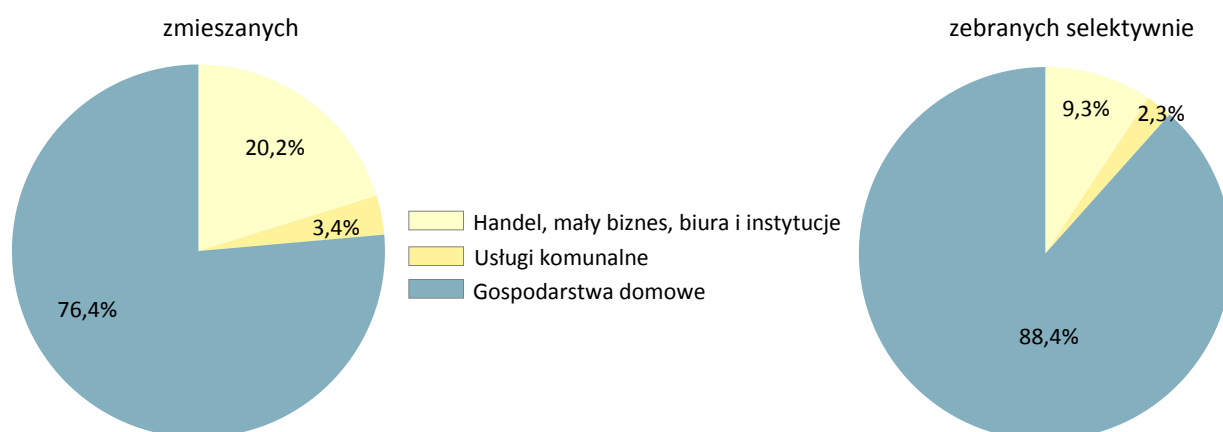 zmieszanych
zebranych selektywnie
20,2%
3,4%
76,4%
Handel, mały biznes, biura i instytucje
Usługi komunalne
Gospodarstwa domowe
9,3%
2,3%
88,4%